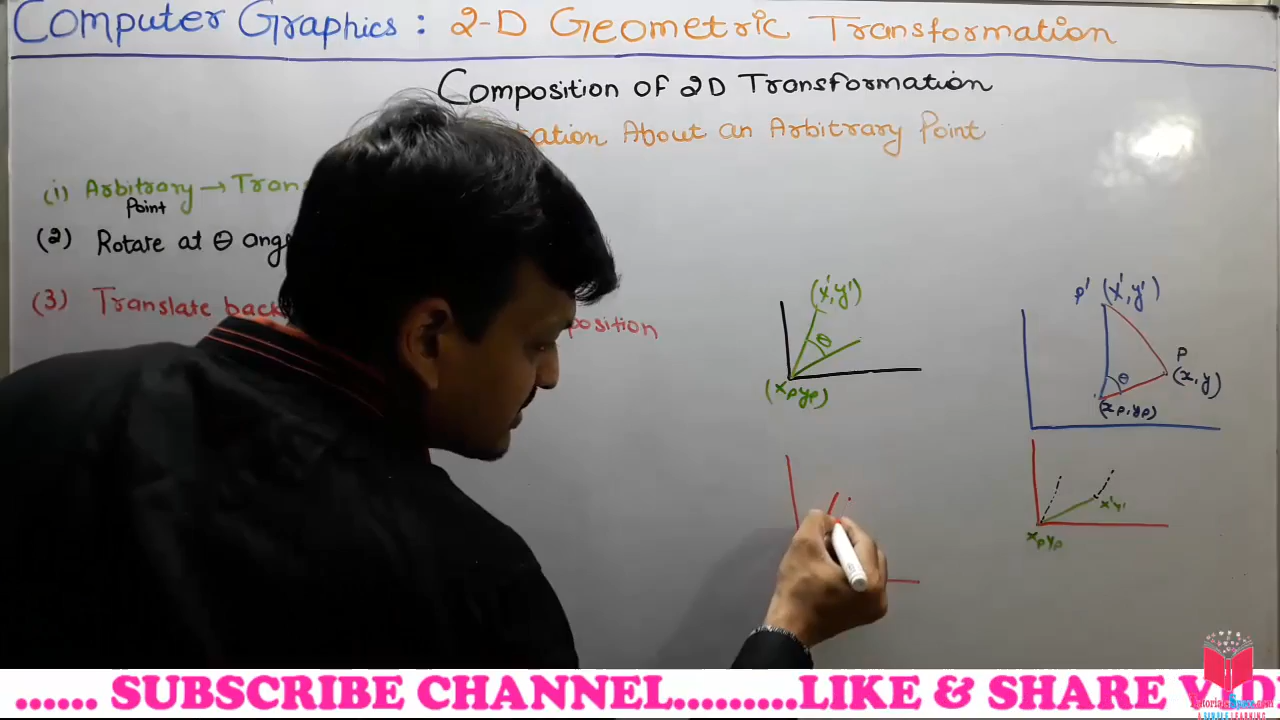 Computer Graphics : 2-D Geometric Transformation
Composition of 2D Transformation
tation About an Arbitrary Point
(i) Arbitrary → Tran
Point
(2) Rotate at θ ang
(3) Translate back
position
(x',y')
θ
(xp yp)
p' (x',y')
P
(x,y)
θ
(xp, yp)
x'y'
xp yp
...... SUBSCRIBE CHANNEL.........LIKE & SHARE